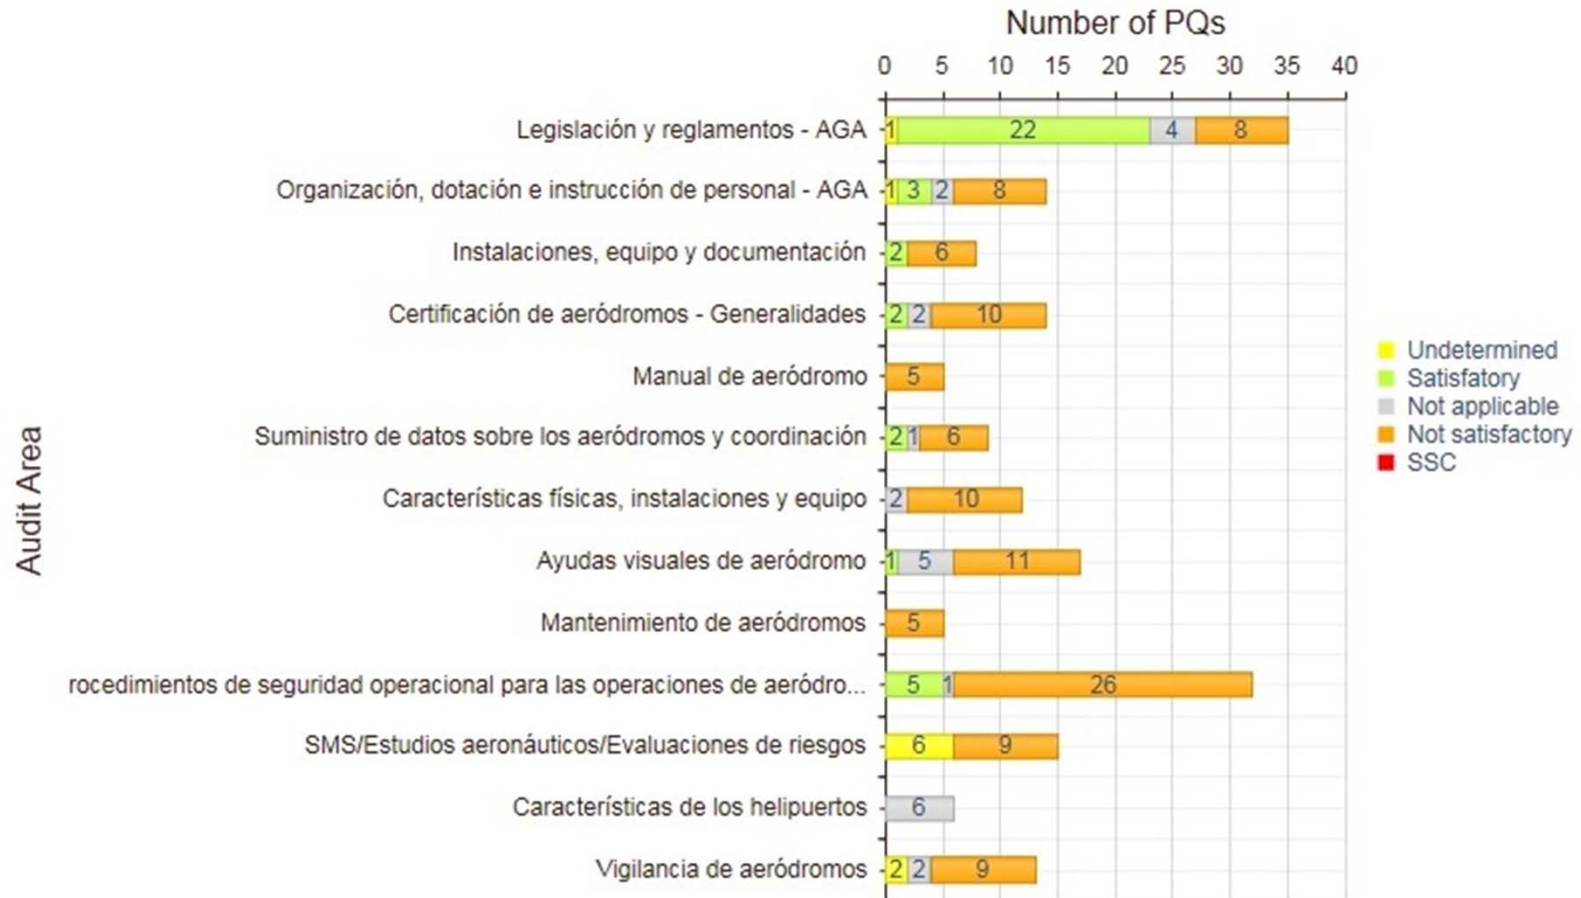 Number of PQs
0 5 10 15 20 25 30 35 40
Legislación y reglamentos - AGA 1 22 4 8
Organización, dotación e instrucción de personal - AGA 1 3 2 8
Instalaciones, equipo y documentación 2 6
Certificación de aeródromos - Generalidades 2 2 10
Manual de aeródromo 5
Suministro de datos sobre los aeródromos y coordinación 2 1 6
Características físicas, instalaciones y equipo 2 10
Ayudas visuales de aeródromo 1 5 11
Mantenimiento de aeródromos 5
rocedimientos de seguridad operacional para las operaciones de aeródro... 5 1 26
SMS/Estudios aeronáuticos/Evaluaciones de riesgos 6 9
Características de los helipuertos 6
Vigilancia de aeródromos 2 2 9
Audit Area
Undetermined
Satisfatory
Not applicable
Not satisfactory
SSC